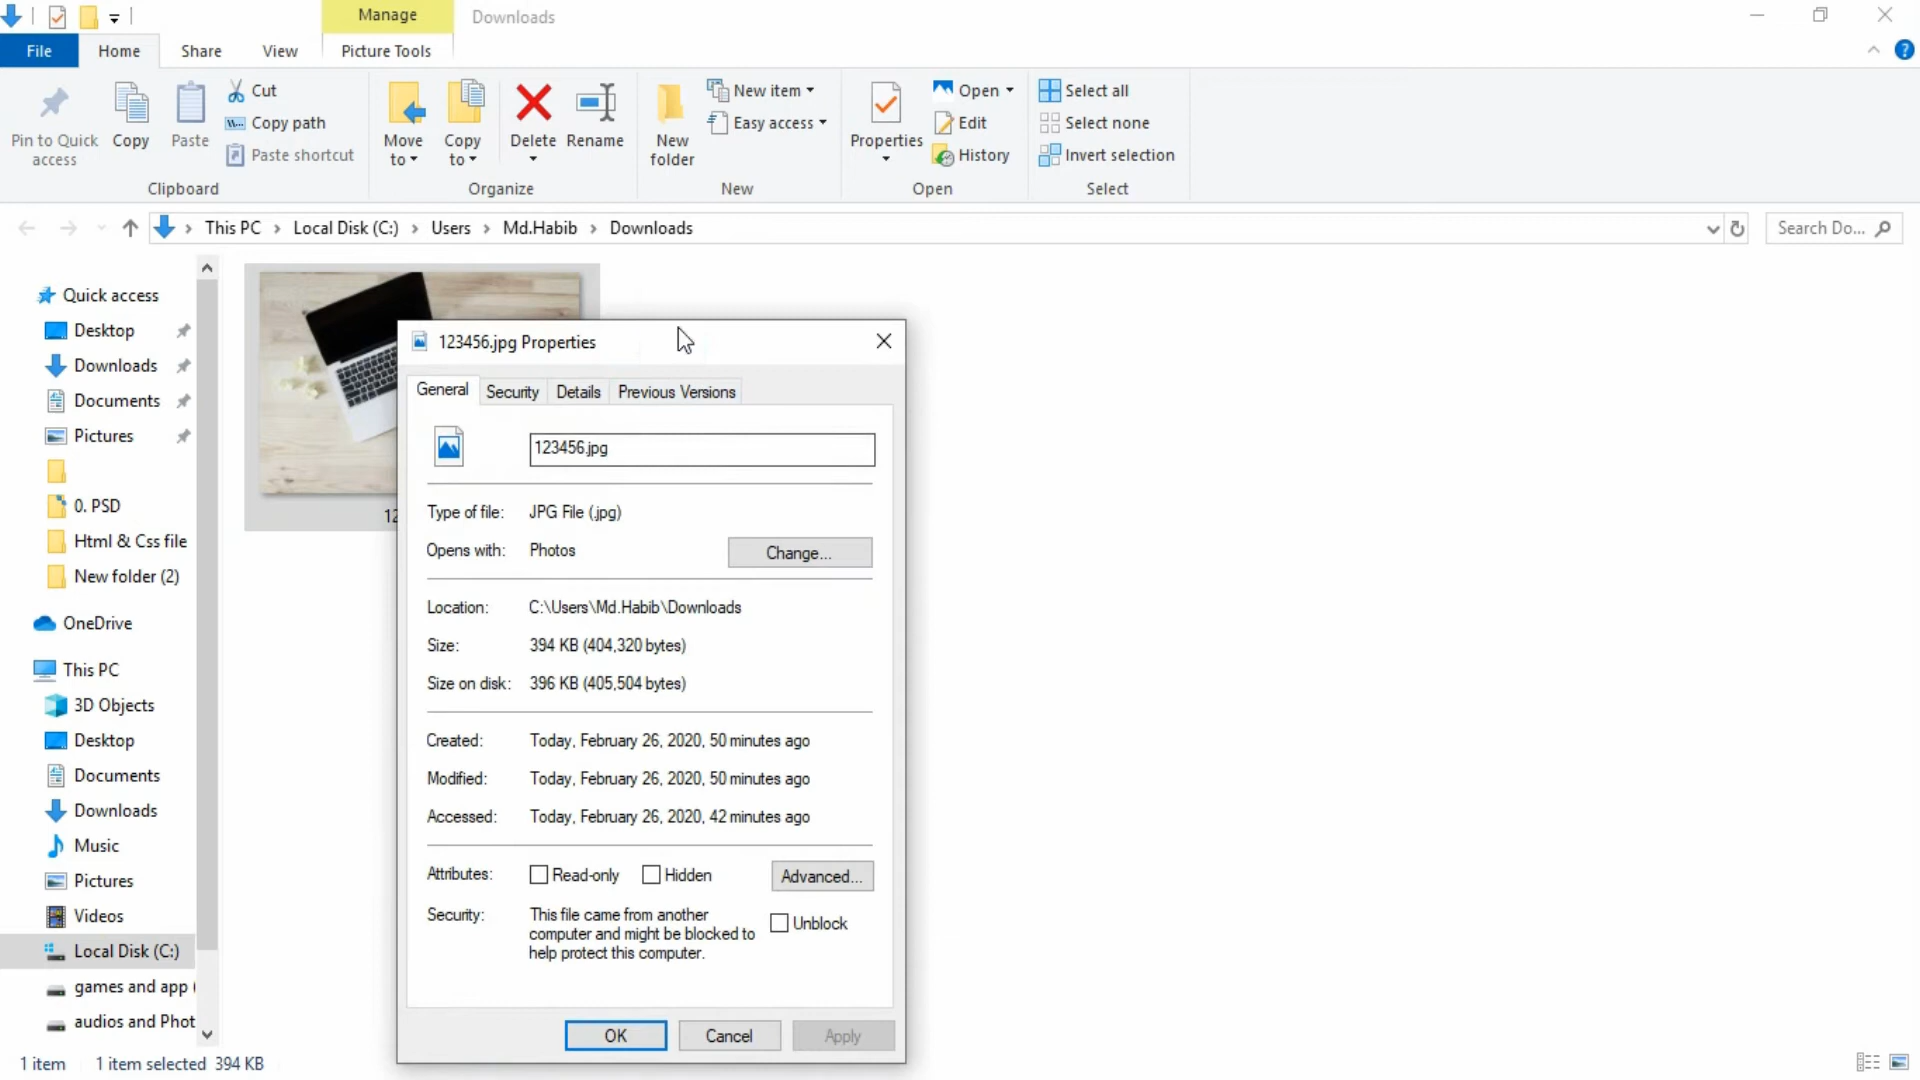 Manage
Downloads
File
Home
Share
View
Picture Tools
Pin to Quick access
Copy
Paste
Cut
Copy path
Paste shortcut
Clipboard
Move to
Copy to
Delete
Rename
Organize
New folder
New item
Easy access
New
Properties
Open
Edit
History
Open
Select all
Select none
Invert selection
Select
This PC > Local Disk (C:) > Users > Md.Habib > Downloads
Search Do...
Quick access
Desktop
Downloads
Documents
Pictures
0. PSD
Html & Css file
New folder (2)
OneDrive
This PC
3D Objects
Desktop
Documents
Downloads
Music
Pictures
Videos
Local Disk (C:)
games and app (
audios and Phot
12
123456.jpg Properties
General
Security
Details
Previous Versions
123456.jpg
Type of file: JPG File (.jpg)
Opens with: Photos
Change...
Location: C:\Users\Md.Habib\Downloads
Size: 394 KB (404,320 bytes)
Size on disk: 396 KB (405,504 bytes)
Created: Today, February 26, 2020, 50 minutes ago
Modified: Today, February 26, 2020, 50 minutes ago
Accessed: Today, February 26, 2020, 42 minutes ago
Attributes: Read-only Hidden Advanced...
Security: This file came from another
computer and might be blocked to
help protect this computer.
Unblock
OK
Cancel
Apply
1 item
1 item selected 394 KB